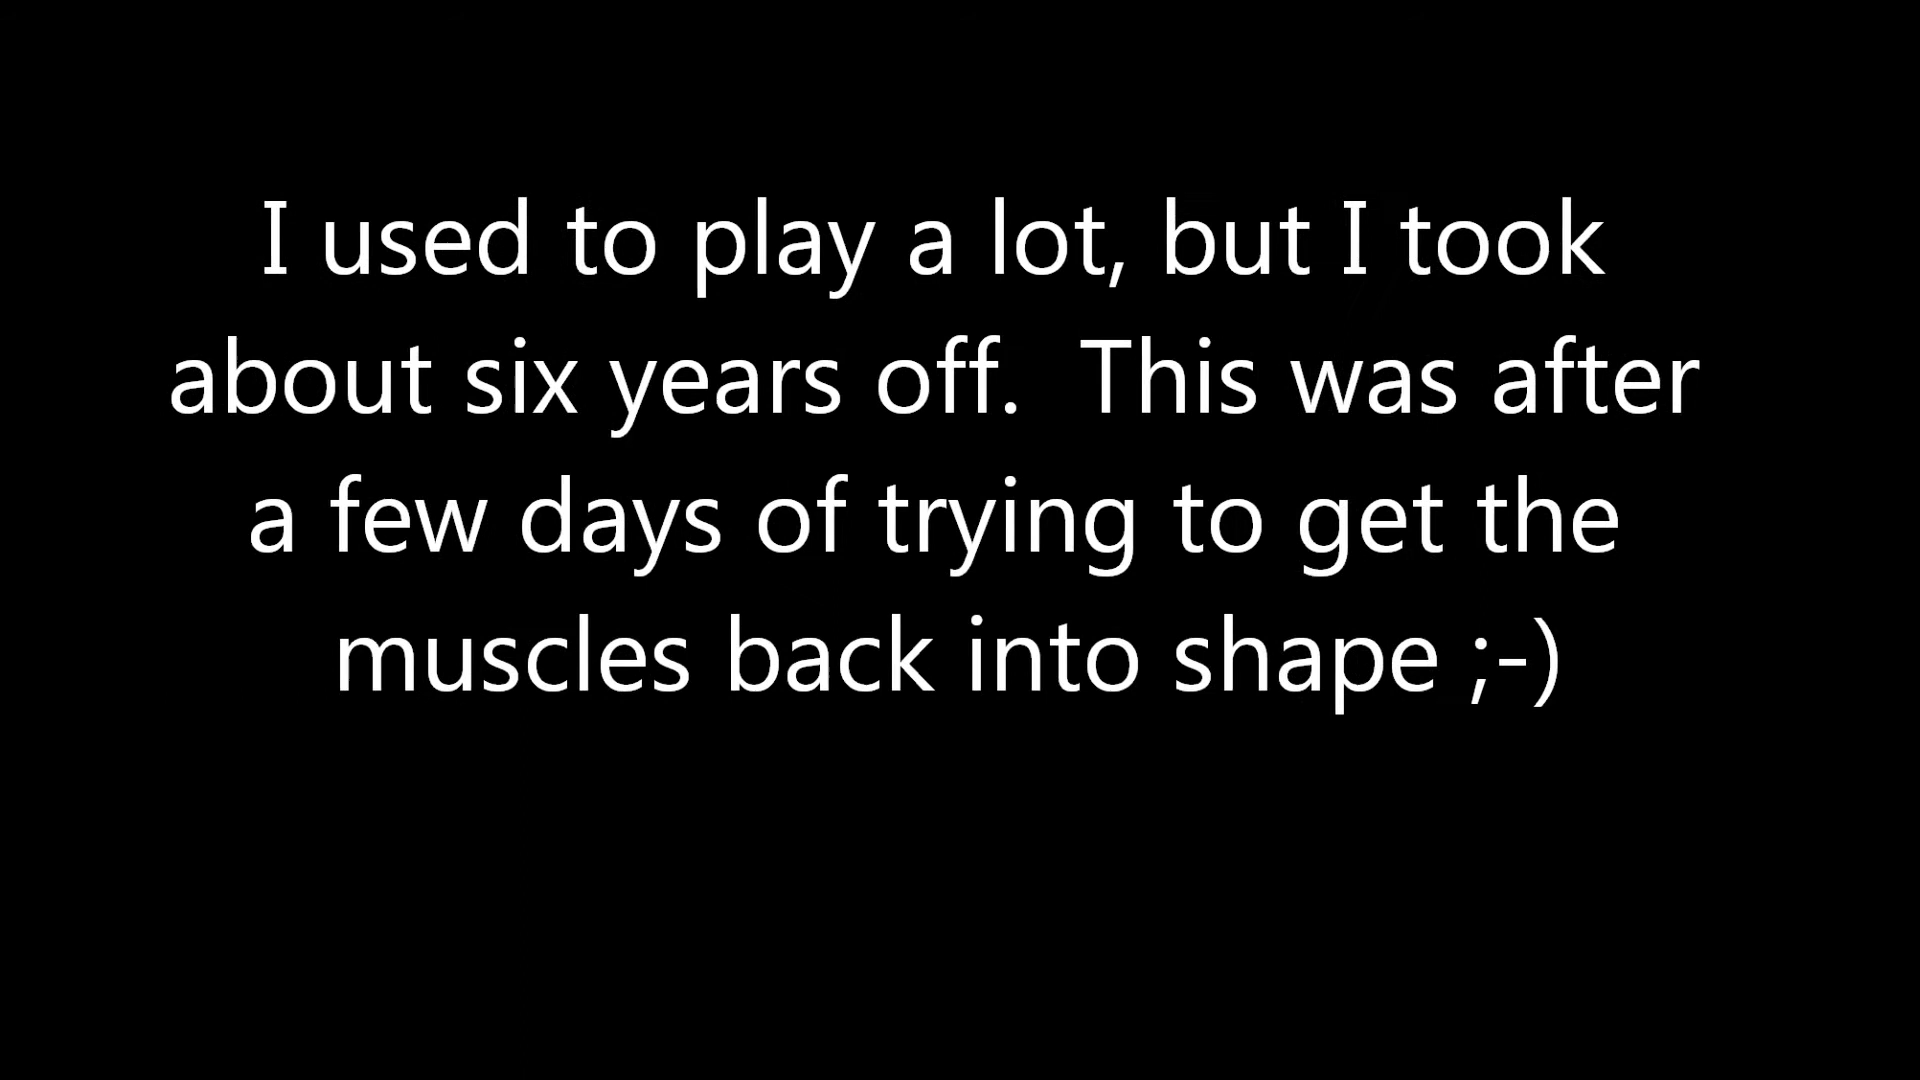 I used to play a lot, but I took
about six years off.  This was after
a few days of trying to get the
muscles back into shape ;-)